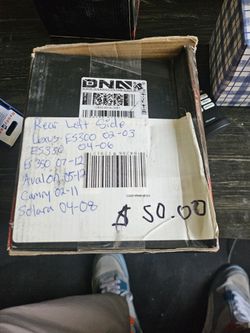 DNA
Rear Left Side
Lexus ES300 02-03
ES330 04-06
ES350 07-12
Avalon 05-12
Camry 02-11
Solara 04-08
$ 50.00